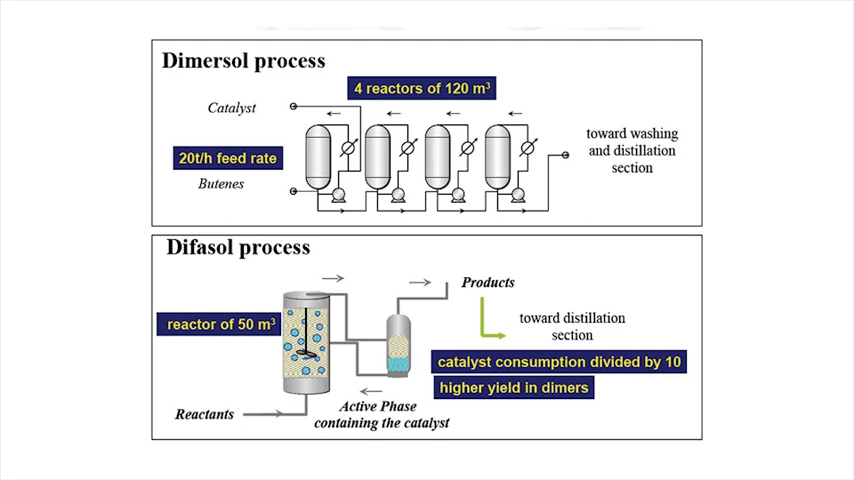 Dimersol process
4 reactors of 120 m³
Catalyst
20t/h feed rate
Butenes
toward washing
and distillation
section
Difasol process
Products
reactor of 50 m³
toward distillation
section
catalyst consumption divided by 10
higher yield in dimers
Reactants
Active Phase
containing the catalyst